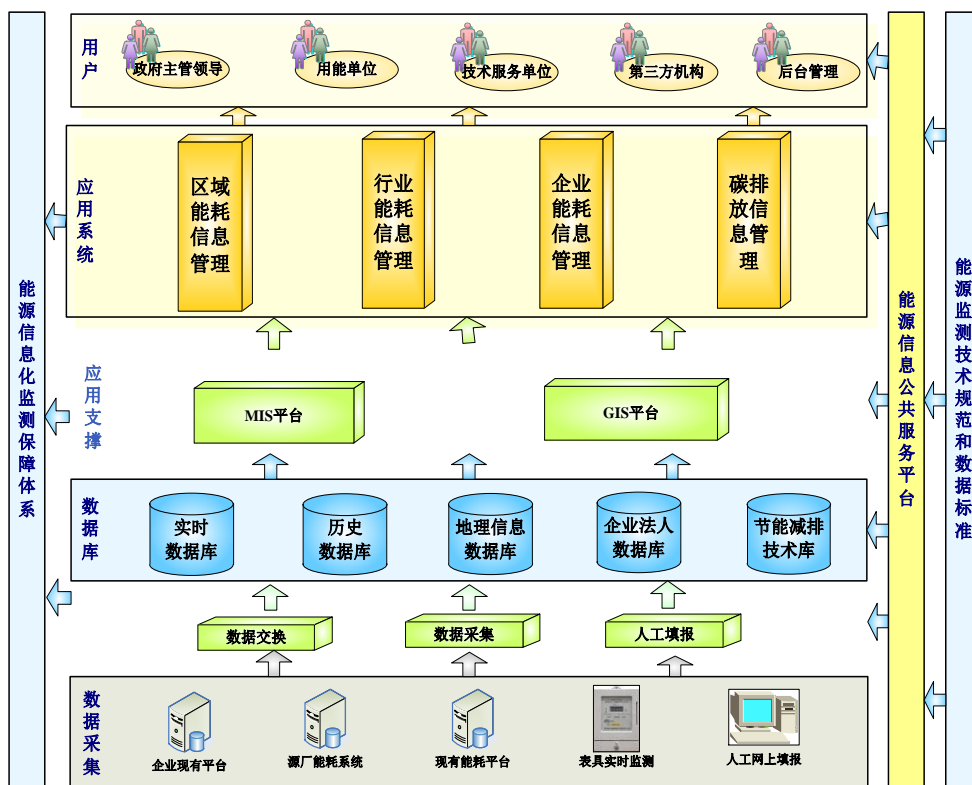 用户
政府主管领导
用能单位
技术服务单位
第三方机构
后台管理
应用系统
区域
能耗
信息
管理
行业
能耗
信息
管理
企业
能耗
信息
管理
碳排
放信
息管
理
应用支撑
MIS平台
GIS平台
数据库
实时
数据库
历史
数据库
地理信息
数据库
企业法人
数据库
节能减排
技术库
数据交换
数据采集
人工填报
数据采集
企业现有平台
源厂能耗系统
现有能耗平台
表具实时监测
人工网上填报
能源信息化监测保障体系
能源信息公共服务平台
能源监测技术规范和数据标准